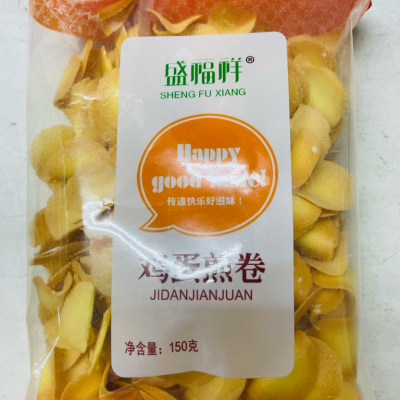 盛福祥®
SHENG FU XIANG
Happy
good
传递快乐好滋味！
鸡蛋煎卷
JIDANJIANJUAN
净含量：150克